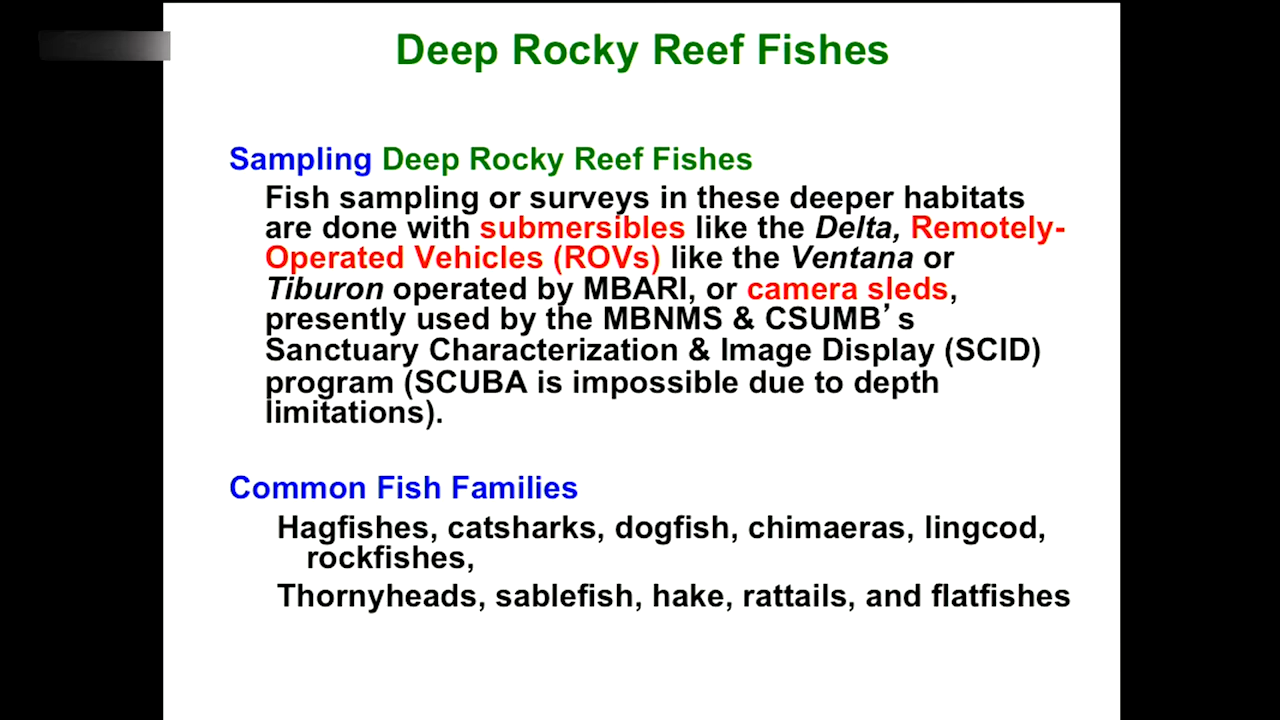 Deep Rocky Reef Fishes
Sampling Deep Rocky Reef Fishes
Fish sampling or surveys in these deeper habitats
are done with submersibles like the Delta, Remotely-
Operated Vehicles (ROVs) like the Ventana or
Tiburon operated by MBARI, or camera sleds,
presently used by the MBNMS & CSUMB’s
Sanctuary Characterization & Image Display (SCID)
program (SCUBA is impossible due to depth
limitations).
Common Fish Families
Hagfishes, catsharks, dogfish, chimaeras, lingcod,
rockfishes,
Thornyheads, sablefish, hake, rattails, and flatfishes